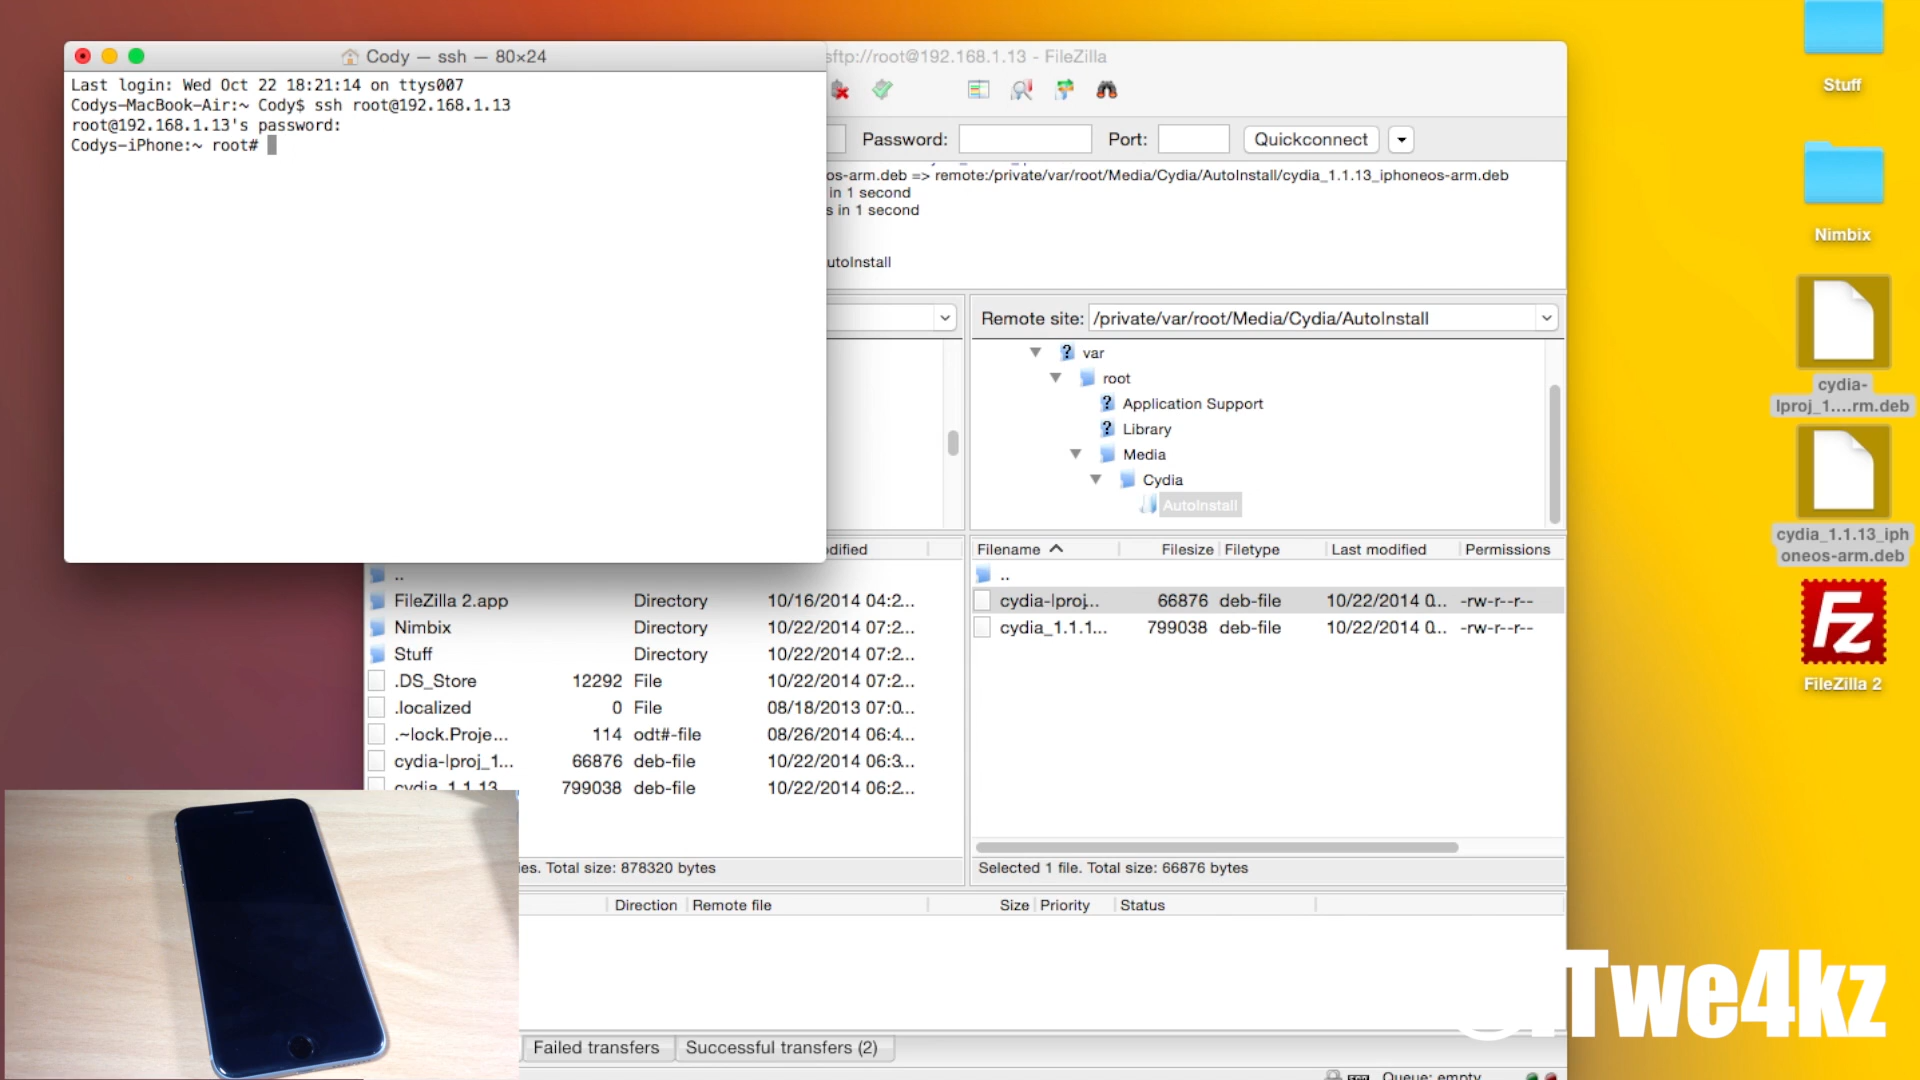 Cody — ssh — 80×24
Last login: Wed Oct 22 18:21:14 on ttys007
Codys-MacBook-Air:~ Cody$ ssh root@192.168.1.13
root@192.168.1.13's password:
Codys-iPhone:~ root#
sftp://root@192.168.1.13 - FileZilla
Password:
Port:
Quickconnect
os-arm.deb => remote:/private/var/root/Media/Cydia/AutoInstall/cydia_1.1.13_iphoneos-arm.deb
in 1 second
s in 1 second
utoInstall
Remote site: /private/var/root/Media/Cydia/AutoInstall
? var
root
? Application Support
? Library
Media
Cydia
AutoInstall
odified
..
FileZilla 2.app Directory 10/16/2014 04:2...
Nimbix Directory 10/22/2014 07:2...
Stuff Directory 10/22/2014 07:2...
.DS_Store 12292 File 10/22/2014 07:2...
.localized 0 File 08/18/2013 07:0...
.~lock.Proje... 114 odt#-file 08/26/2014 06:4...
cydia-lproj_1... 66876 deb-file 10/22/2014 06:3...
cydia_1.1.13... 799038 deb-file 10/22/2014 06:2...
ies. Total size: 878320 bytes
Filename Filesize Filetype Last modified Permissions
..
cydia-lproj... 66876 deb-file 10/22/2014 0... -rw-r--r--
cydia_1.1.1... 799038 deb-file 10/22/2014 0... -rw-r--r--
Selected 1 file. Total size: 66876 bytes
Direction Remote file Size Priority Status
Failed transfers
Successful transfers (2)
Queue: empty
Stuff
Nimbix
cydia-
lproj_1....rm.deb
cydia_1.1.13_iph
oneos-arm.deb
Fz
FileZilla 2
iTwe4kz